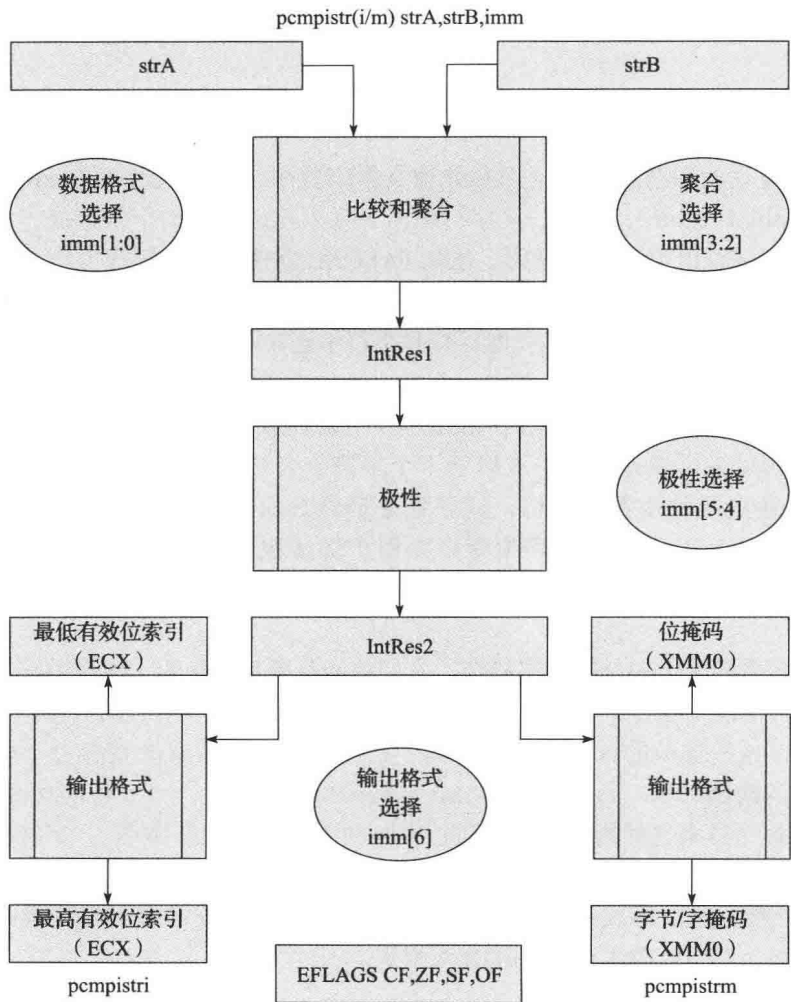 pcmpistr(i/m) strA,strB,imm
strA
strB
数据格式
选择
imm[1:0]
比较和聚合
聚合
选择
imm[3:2]
IntRes1
极性
极性选择
imm[5:4]
最低有效位索引
（ECX）
IntRes2
位掩码
（XMM0）
输出格式
输出格式
选择
imm[6]
输出格式
最高有效位索引
（ECX）
字节/字掩码
（XMM0）
pcmpistri
EFLAGS CF,ZF,SF,OF
pcmpistrm